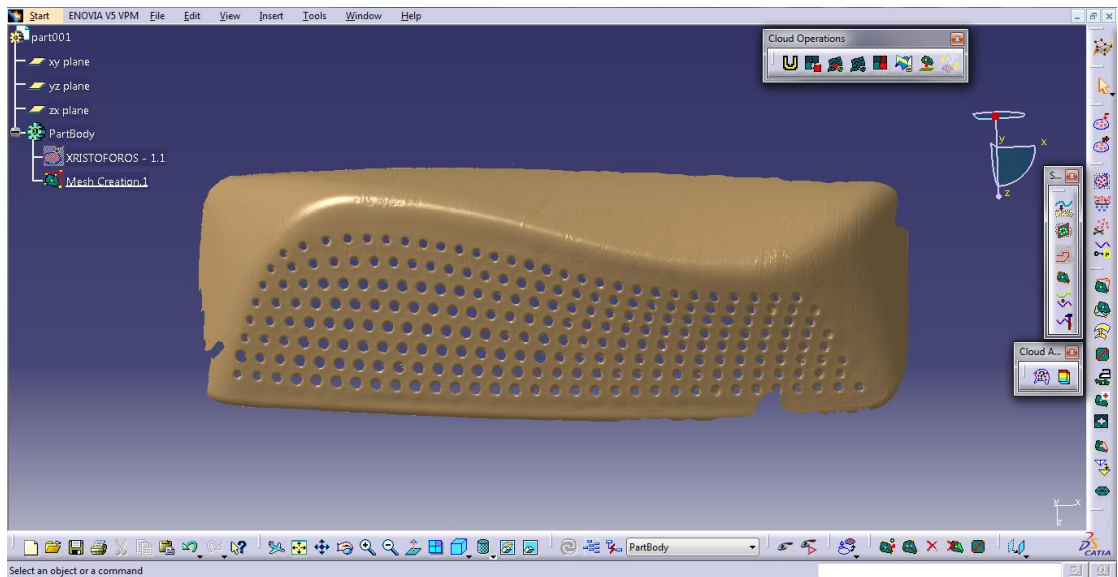 Start ENOVIA V5 VPM File Edit View Insert Tools Window Help
part001
xy plane
yz plane
zx plane
PartBody
XRISTOFOROS - 1.1
Mesh Creation.1
Cloud Operations
y
x
z
S...
Cloud A...
y x
z
PartBody
CATIA
Select an object or a command